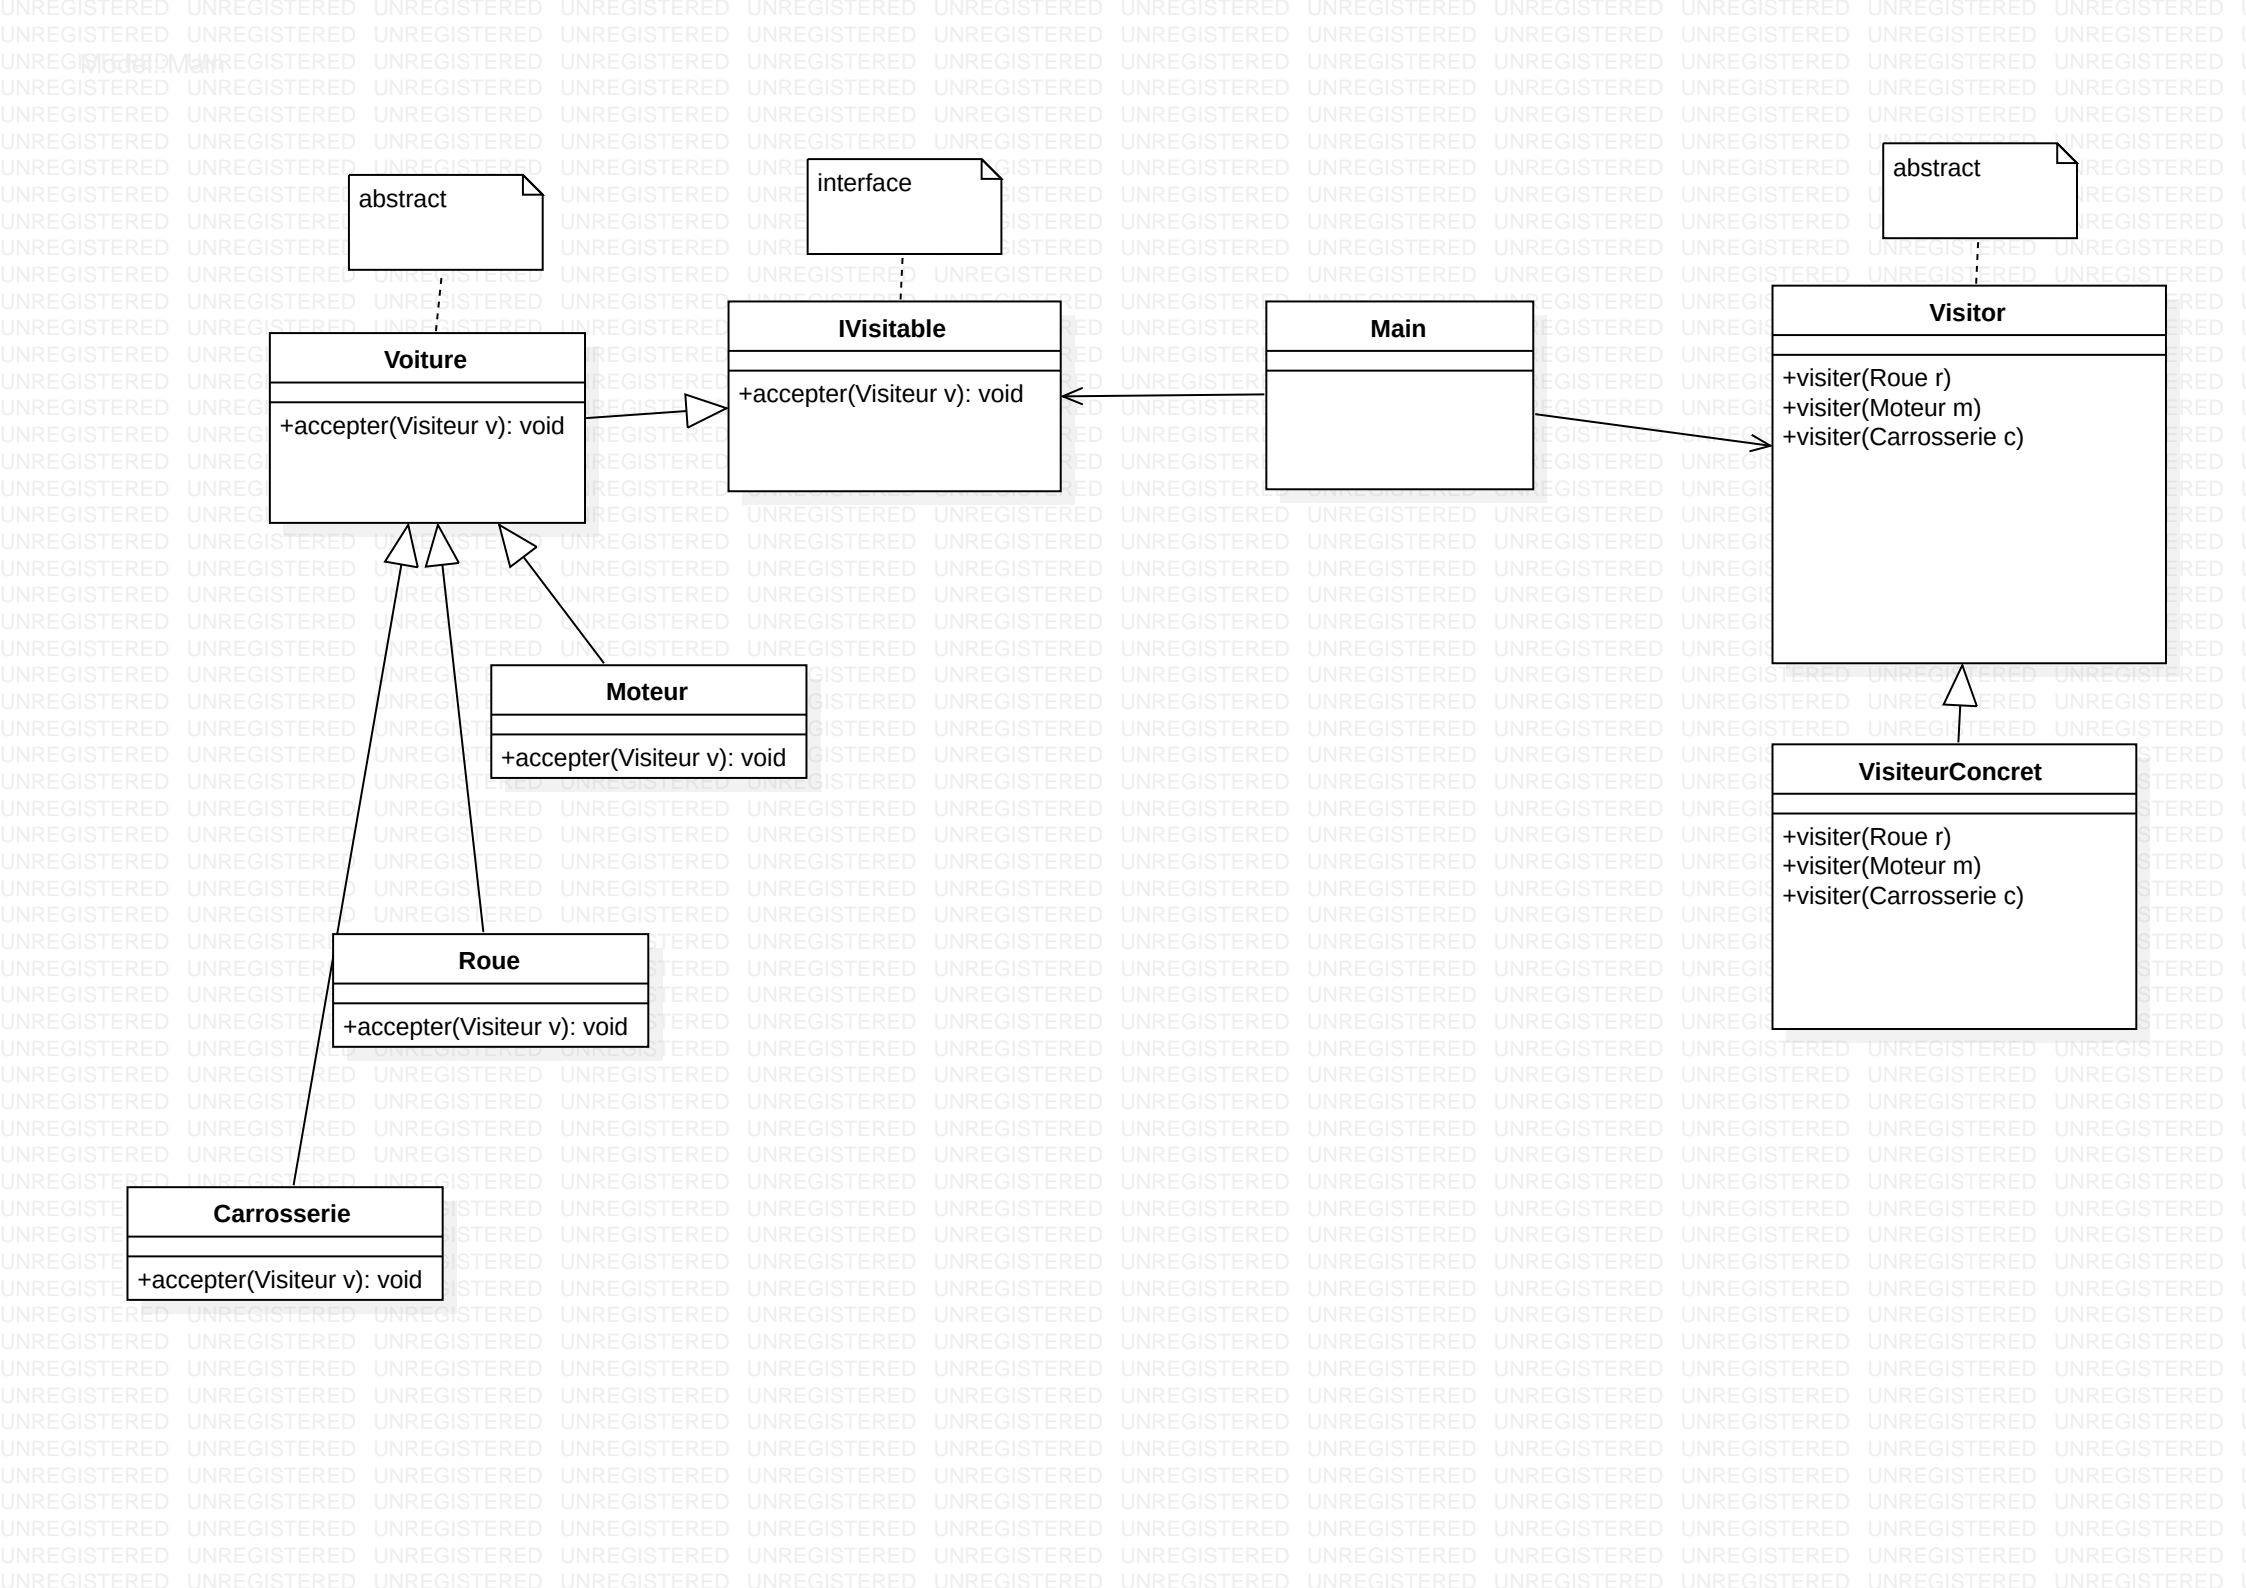 Model::Main
abstract
interface
abstract
Voiture
+accepter(Visiteur v): void
IVisitable
+accepter(Visiteur v): void
Main
Visitor
+visiter(Roue r)
+visiter(Moteur m)
+visiter(Carrosserie c)
Moteur
+accepter(Visiteur v): void
VisiteurConcret
+visiter(Roue r)
+visiter(Moteur m)
+visiter(Carrosserie c)
Roue
+accepter(Visiteur v): void
Carrosserie
+accepter(Visiteur v): void
UNREGISTERED